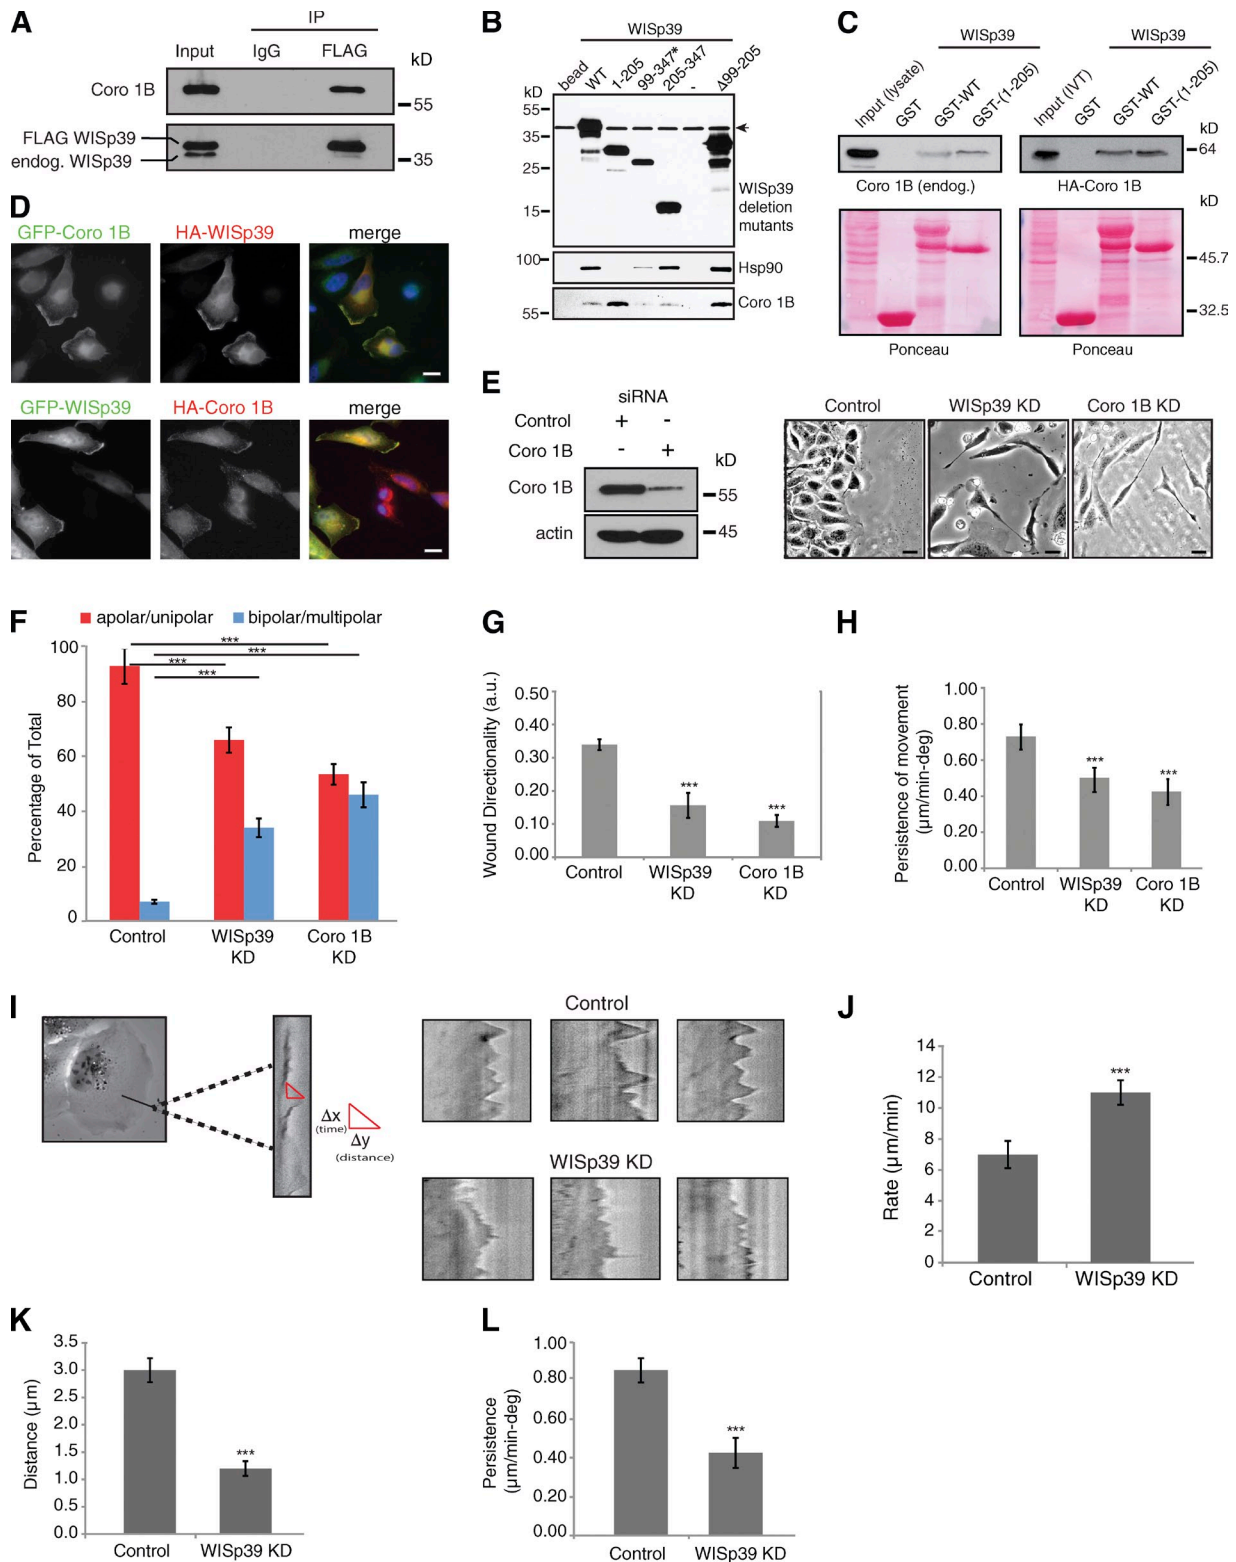 A
IP
Input IgG FLAG kD
Coro 1B
55
FLAG WISp39
endog. WISp39
35
B
WISp39
bead WT 1-205 99-347* 205-347 - Δ99-205
kD
55
35
25
15
WISp39
deletion
mutants
100
Hsp90
Coro 1B
55
C
WISp39 WISp39
Input (lysate) GST GST-WT GST-(1-205) Input (IVT) GST GST-WT GST-(1-205)
kD
64
Coro 1B (endog.) HA-Coro 1B
kD
45.7
32.5
Ponceau Ponceau
D
GFP-Coro 1B HA-WISp39 merge
GFP-WISp39 HA-Coro 1B merge
E
siRNA
Control + -
Coro 1B - +
kD
Coro 1B
55
actin
45
Control WISp39 KD Coro 1B KD
F
apolar/unipolar bipolar/multipolar
Percentage of Total
100
80
60
40
20
0
***
***
***
***
Control WISp39 KD Coro 1B KD
G
Wound Directionality (a.u.)
0.50
0.30
0.20
0.10
0.00
***
***
Control WISp39 KD Coro 1B KD
H
Persistence of movement
(µm/min-deg)
1.00
0.80
0.60
0.40
0.20
0.00
***
***
Control WISp39 KD Coro 1B KD
I
Δx
(time)
Δy
(distance)
Control
WISp39 KD
J
Rate (µm/min)
14
12
10
8
6
4
2
0
***
Control WISp39 KD
K
Distance (µm)
3.5
3.0
2.5
2.0
1.5
1.0
0.5
0.0
***
Control WISp39 KD
L
Persistence
(µm/min-deg)
1.00
0.80
0.60
0.40
0.20
0.00
***
Control WISp39 KD